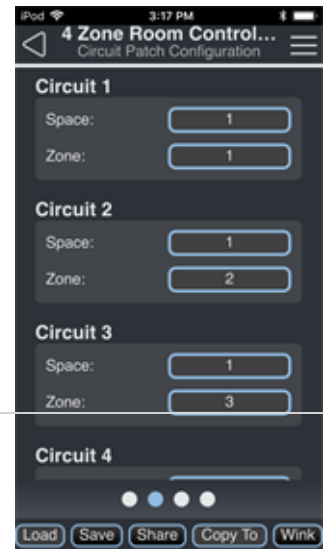 iPod 3:17 PM
4 Zone Room Control...
Circuit Patch Configuration
Circuit 1
Space: 1
Zone: 1
Circuit 2
Space: 1
Zone: 2
Circuit 3
Space: 1
Zone: 3
Circuit 4
Load Save Share Copy To Wink